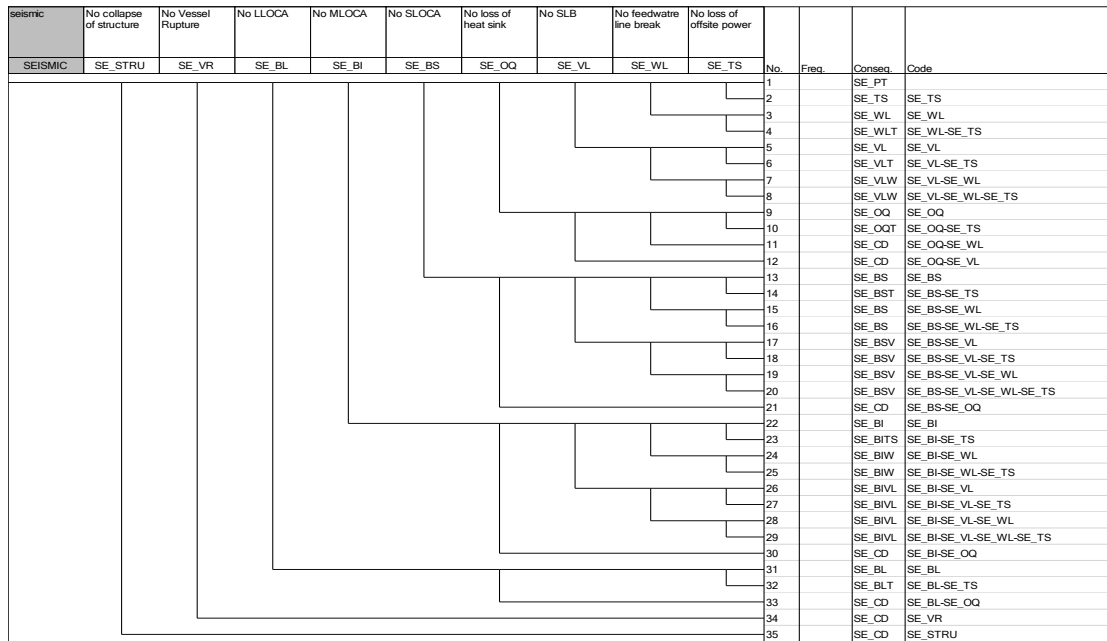 seismic No collapse of structure No Vessel Rupture No LLOCA No MLOCA No SLOCA No loss of heat sink No SLB No feedwatre line break No loss of offsite power
SEISMIC SE_STRU SE_VR SE_BL SE_BI SE_BS SE_OQ SE_VL SE_WL SE_TS No. Freq. Conseq. Code
1 SE_PT
2 SE_TS SE_TS
3 SE_WL SE_WL
4 SE_WLT SE_WL-SE_TS
5 SE_VL SE_VL
6 SE_VLT SE_VL-SE_TS
7 SE_VLW SE_VL-SE_WL
8 SE_VLW SE_VL-SE_WL-SE_TS
9 SE_OQ SE_OQ
10 SE_OQT SE_OQ-SE_TS
11 SE_CD SE_OQ-SE_WL
12 SE_CD SE_OQ-SE_VL
13 SE_BS SE_BS
14 SE_BST SE_BS-SE_TS
15 SE_BS SE_BS-SE_WL
16 SE_BS SE_BS-SE_WL-SE_TS
17 SE_BSV SE_BS-SE_VL
18 SE_BSV SE_BS-SE_VL-SE_TS
19 SE_BSV SE_BS-SE_VL-SE_WL
20 SE_BSV SE_BS-SE_VL-SE_WL-SE_TS
21 SE_CD SE_BS-SE_OQ
22 SE_BI SE_BI
23 SE_BITS SE_BI-SE_TS
24 SE_BIW SE_BI-SE_WL
25 SE_BIW SE_BI-SE_WL-SE_TS
26 SE_BIVL SE_BI-SE_VL
27 SE_BIVL SE_BI-SE_VL-SE_TS
28 SE_BIVL SE_BI-SE_VL-SE_WL
29 SE_BIVL SE_BI-SE_VL-SE_WL-SE_TS
30 SE_CD SE_BI-SE_OQ
31 SE_BL SE_BL
32 SE_BLT SE_BL-SE_TS
33 SE_CD SE_BL-SE_OQ
34 SE_CD SE_VR
35 SE_CD SE_STRU